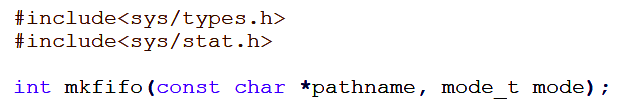 #include<sys/types.h>
#include<sys/stat.h>
int mkfifo(const char *pathname, mode_t mode);